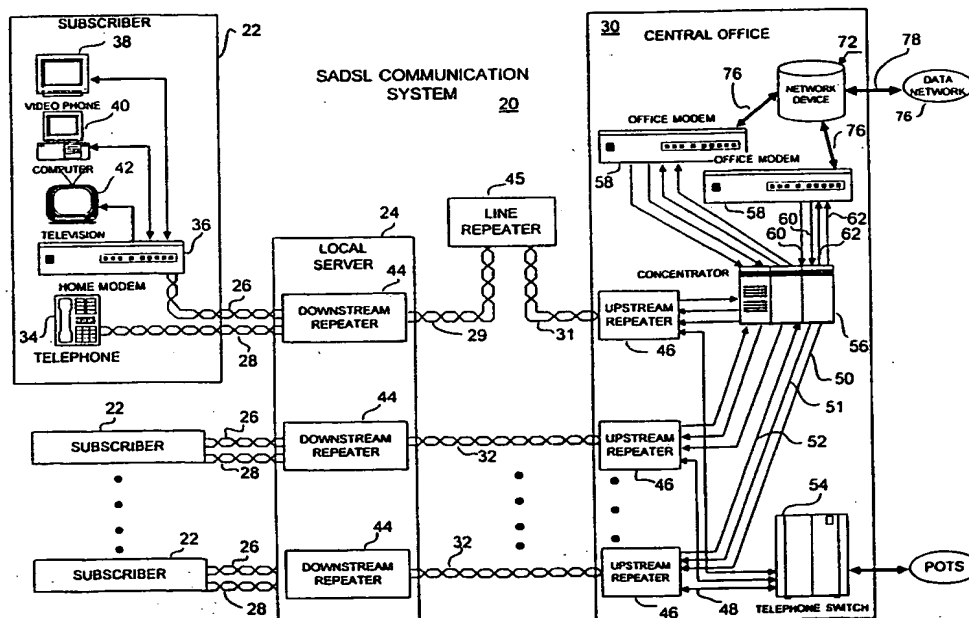 SUBSCRIBER
38
22
VIDEO PHONE
40
COMPUTER
42
TELEVISION
36
HOME MODEM
34
TELEPHONE
26
28
SADSL COMMUNICATION
SYSTEM
20
24
LOCAL
SERVER
44
DOWNSTREAM
REPEATER
29
45
LINE
REPEATER
31
30
CENTRAL OFFICE
72
78
NETWORK
DEVICE
DATA
NETWORK
76
76
76
OFFICE MODEM
58
OFFICE MODEM
58
60
60
62
62
CONCENTRATOR
56
UPSTREAM
REPEATER
46
50
51
52
22
SUBSCRIBER
26
28
44
DOWNSTREAM
REPEATER
32
UPSTREAM
REPEATER
46
22
SUBSCRIBER
26
28
44
DOWNSTREAM
REPEATER
32
UPSTREAM
REPEATER
46
48
54
TELEPHONE SWITCH
POTS